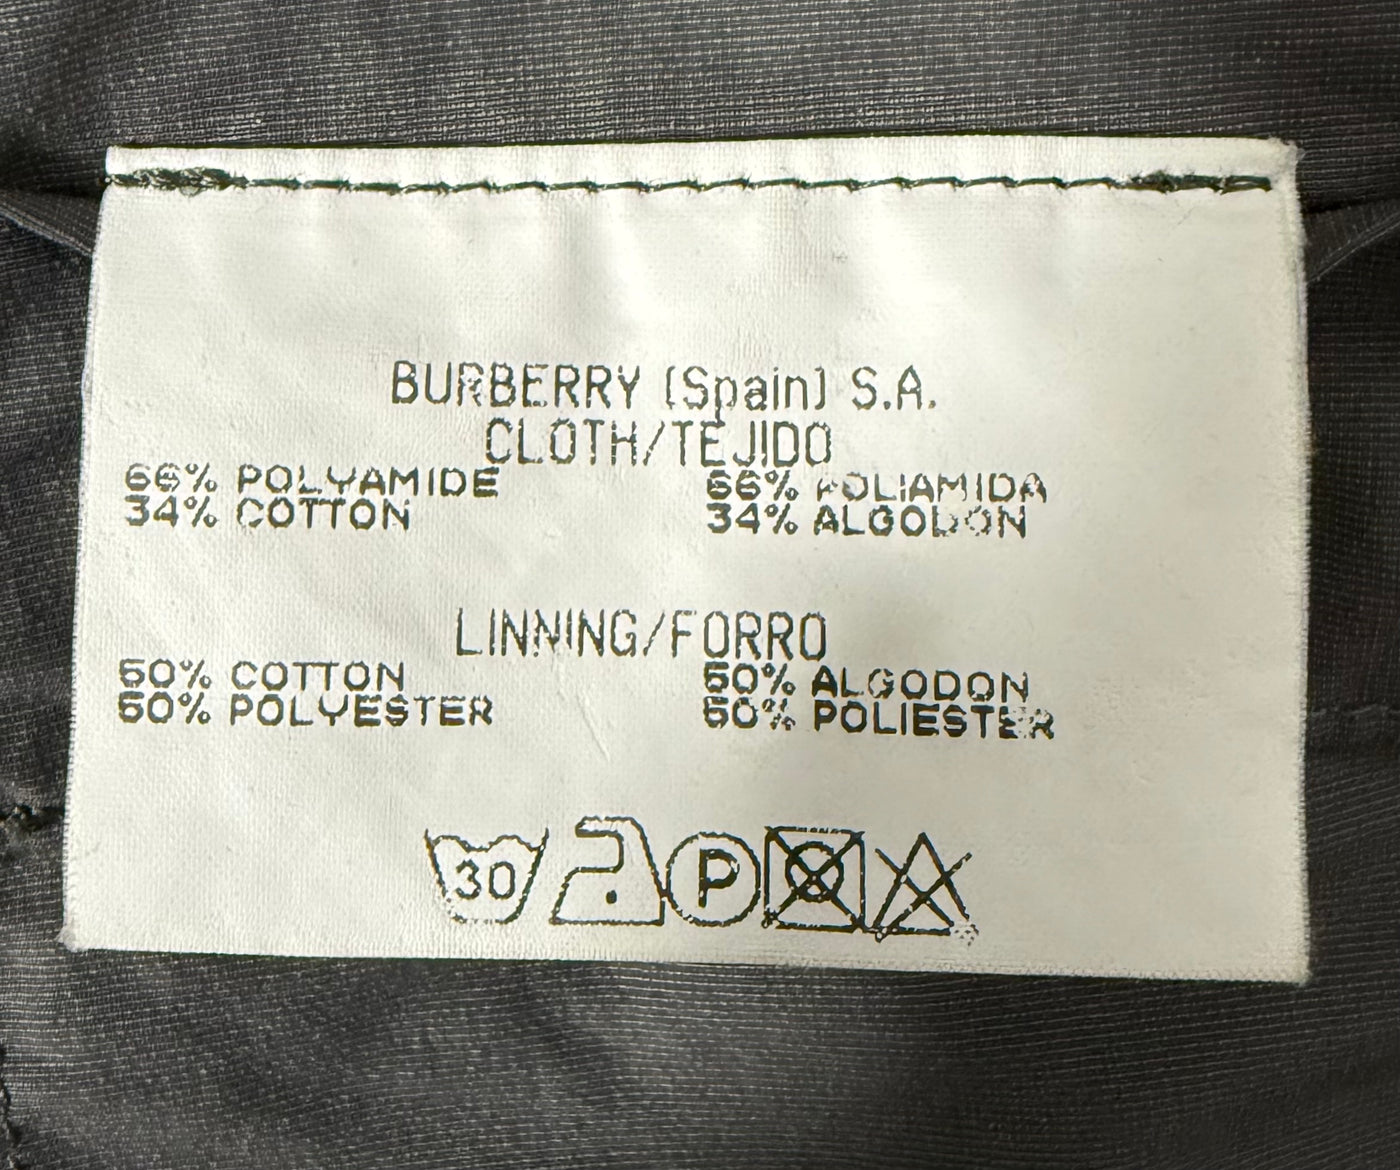 BURBERRY (Spain) S.A.
CLOTH/TEJIDO
66% POLYAMIDE 66% POLIAMIDA
34% COTTON 34% ALGODON
LINNING/FORRO
50% COTTON 50% ALGODON
50% POLYESTER 50% POLIESTER
30 P